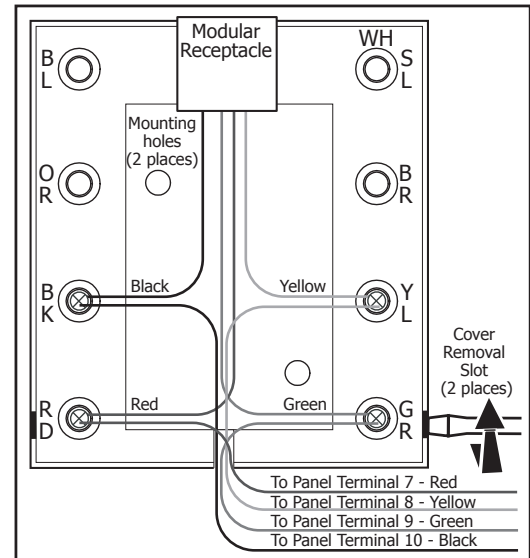 Modular
Receptacle
WH
B
L
S
L
Mounting
holes
(2 places)
O
R
B
R
B
K
Black
Yellow
Y
L
Cover
Removal
Slot
(2 places)
R
D
Red
Green
G
R
To Panel Terminal 7 - Red
To Panel Terminal 8 - Yellow
To Panel Terminal 9 - Green
To Panel Terminal 10 - Black